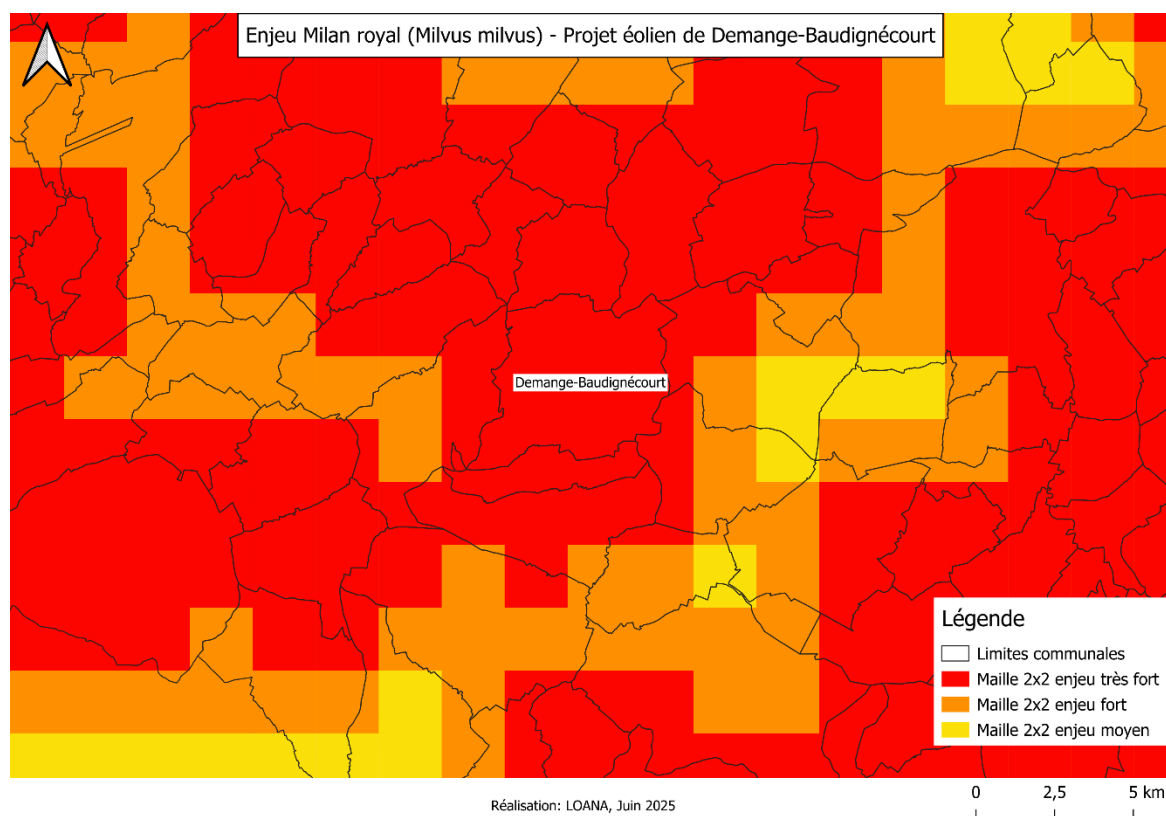 Enjeu Milan royal (Milvus milvus) - Projet éolien de Demange-Baudignécourt
Demange-Baudignécourt
Légende
Limites communales
Maille 2x2 enjeu très fort
Maille 2x2 enjeu fort
Maille 2x2 enjeu moyen
Réalisation: LOANA, Juin 2025
0 2,5 5 km